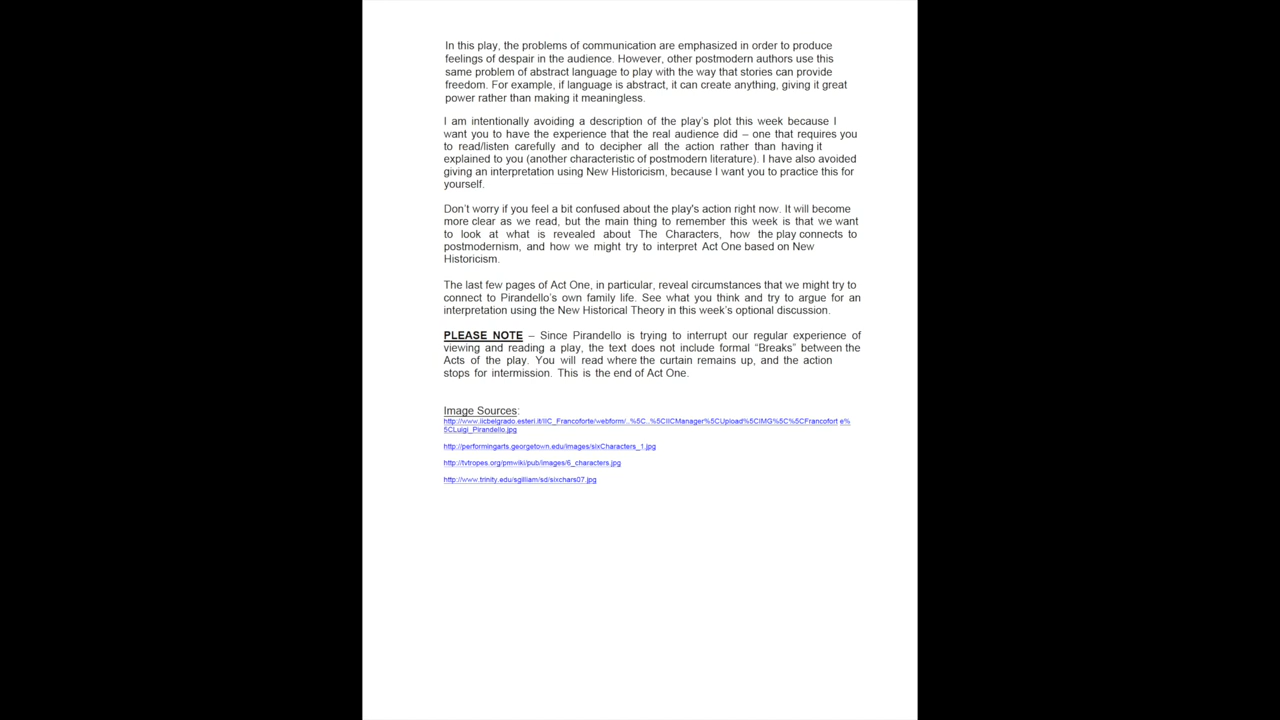 In this play, the problems of communication are emphasized in order to produce
feelings of despair in the audience. However, other postmodern authors use this
same problem of abstract language to play with the way that stories can provide
freedom. For example, if language is abstract, it can create anything, giving it great
power rather than making it meaningless.
I am intentionally avoiding a description of the play's plot this week because I
want you to have the experience that the real audience did – one that requires you
to read/listen carefully and to decipher all the action rather than having it
explained to you (another characteristic of postmodern literature). I have also avoided
giving an interpretation using New Historicism, because I want you to practice this for
yourself.
Don't worry if you feel a bit confused about the play's action right now. It will become
more clear as we read, but the main thing to remember this week is that we want
to look at what is revealed about The Characters, how the play connects to
postmodernism, and how we might try to interpret Act One based on New
Historicism.
The last few pages of Act One, in particular, reveal circumstances that we might try to
connect to Pirandello's own family life. See what you think and try to argue for an
interpretation using the New Historical Theory in this week's optional discussion.
PLEASE NOTE – Since Pirandello is trying to interrupt our regular experience of
viewing and reading a play, the text does not include formal "Breaks" between the
Acts of the play. You will read where the curtain remains up, and the action
stops for intermission. This is the end of Act One.
Image Sources:
http://www.iicbelgrado.esteri.it/IIC_Francoforte/webform/..%5C..%5CIICManager%5CUpload%5CIMG%5C%5CFrancofort e%
5CLuigi_Pirandello.jpg
http://performingarts.georgetown.edu/images/sixCharacters_1.jpg
http://tvtropes.org/pmwiki/pub/images/6_characters.jpg
http://www.trinity.edu/sgilliam/sd/sixchars07.jpg